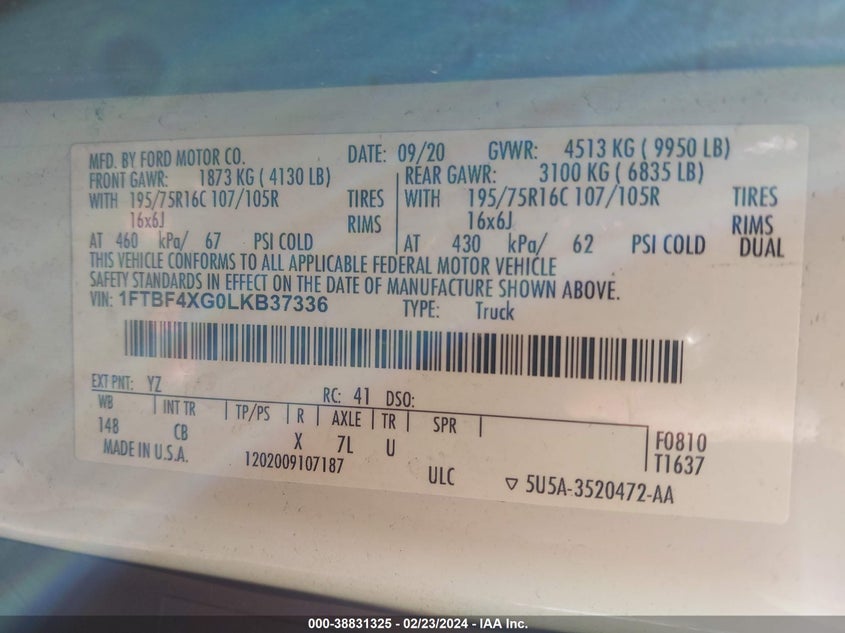 MFD. BY FORD MOTOR CO. DATE: 09/20 GVWR: 4513 KG ( 9950 LB)
FRONT GAWR: 1873 KG ( 4130 LB) REAR GAWR: 3100 KG ( 6835 LB)
WITH 195/75R16C 107/105R TIRES WITH 195/75R16C 107/105R TIRES
16x6J RIMS 16x6J RIMS
AT 460 kPa/ 67 PSI COLD AT 430 kPa/ 62 PSI COLD DUAL
THIS VEHICLE CONFORMS TO ALL APPLICABLE FEDERAL MOTOR VEHICLE
SAFETY STANDARDS IN EFFECT ON THE DATE OF MANUFACTURE SHOWN ABOVE.
VIN: 1FTBF4XG0LKB37336 TYPE: Truck
EXT PNT: YZ RC: 41 DSO:
WB INT TR TP/PS R AXLE TR SPR
148 CB X 7L U F0810
MADE IN U.S.A. 1202009107187 T1637
ULC 5U5A-3520472-AA
000-38831325 - 02/23/2024 - IAA Inc.